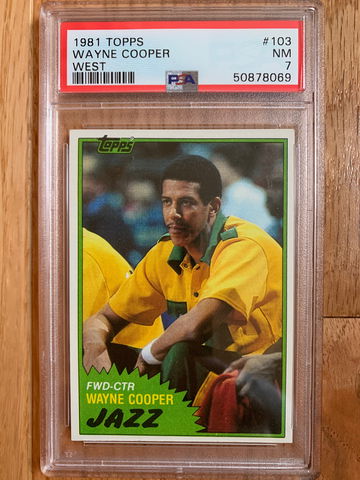 1981 TOPPS #103
WAYNE COOPER NM
WEST PSA 7
50878069
Topps
FWD-CTR
WAYNE COOPER
JAZZ